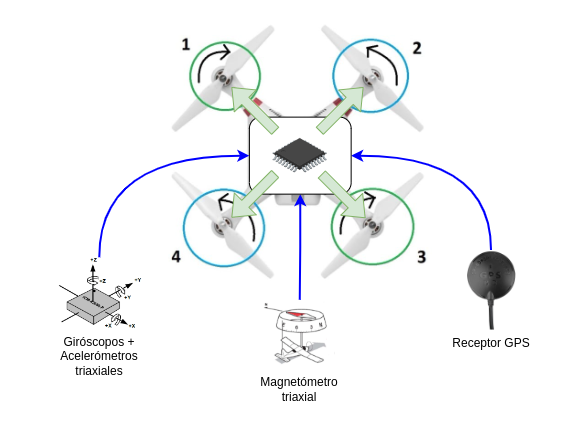 1
2
4
3
+Z
+Z
+Y
+Y
+X
+X
Giróscopos +
Acelerómetros
triaxiales
Magnetómetro
triaxial
Receptor GPS